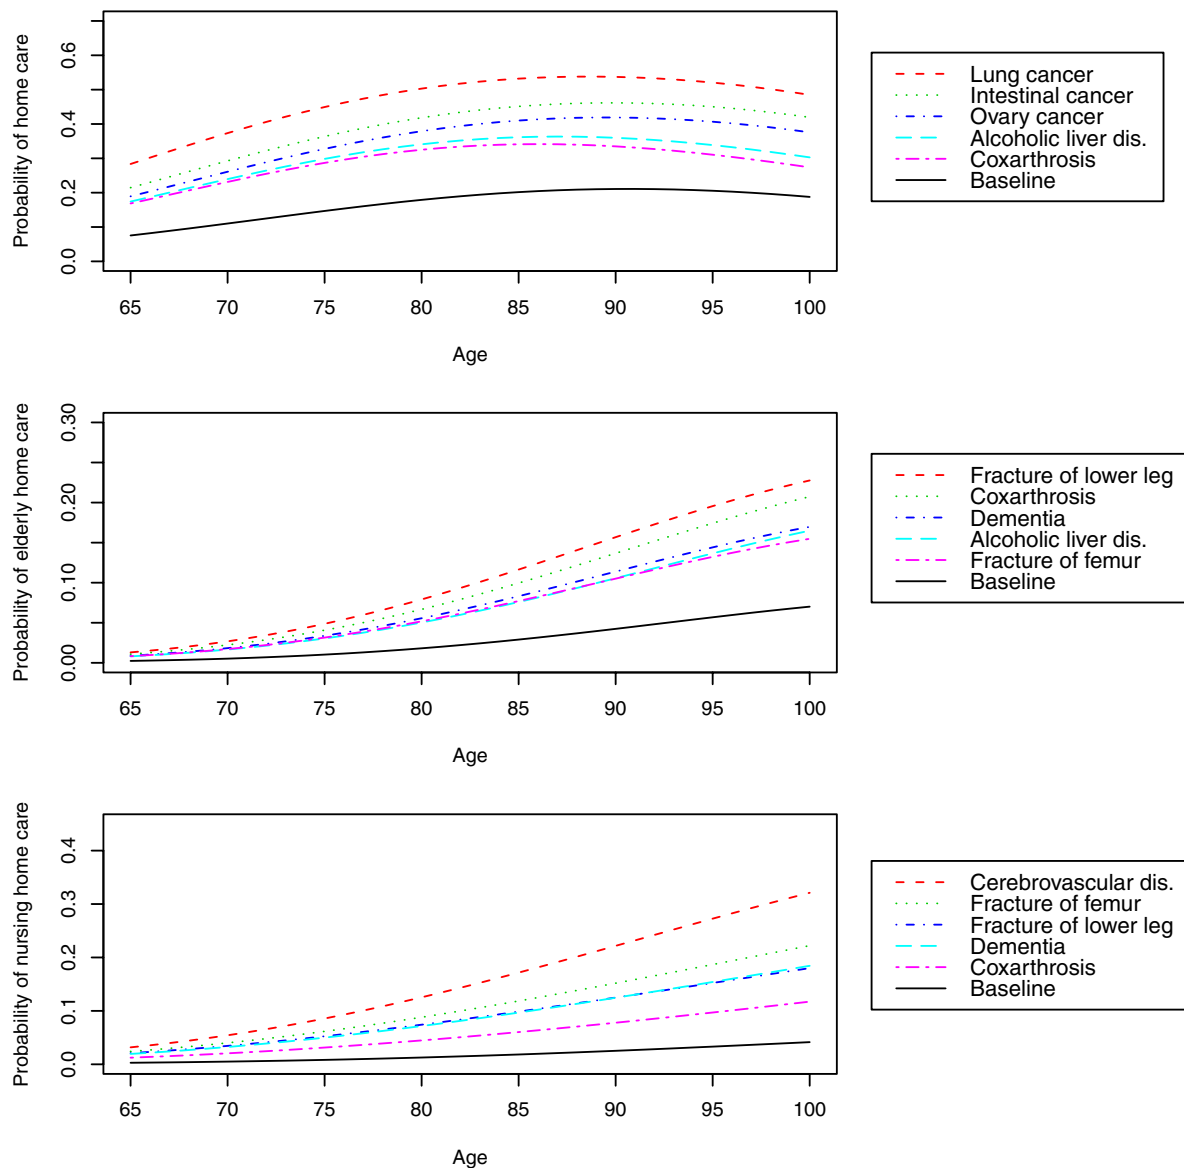 Probability of home care
0.0 0.2 0.4 0.6
65 70 75 80 85 90 95 100
Age
Lung cancer
Intestinal cancer
Ovary cancer
Alcoholic liver dis.
Coxarthrosis
Baseline
Probability of elderly home care
0.00 0.10 0.20 0.30
65 70 75 80 85 90 95 100
Age
Fracture of lower leg
Coxarthrosis
Dementia
Alcoholic liver dis.
Fracture of femur
Baseline
Probability of nursing home care
0.0 0.1 0.2 0.3 0.4
65 70 75 80 85 90 95 100
Age
Cerebrovascular dis.
Fracture of femur
Fracture of lower leg
Dementia
Coxarthrosis
Baseline